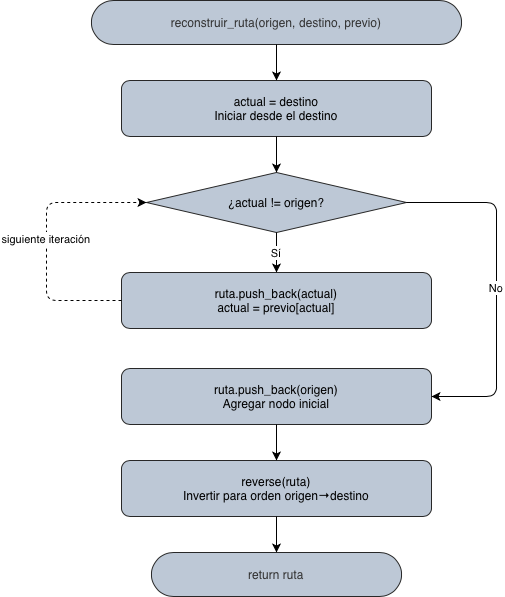 reconstruir_ruta(origen, destino, previo)
actual = destino
Iniciar desde el destino
¿actual != origen?
siguiente iteración
Sí
ruta.push_back(actual)
actual = previo[actual]
No
ruta.push_back(origen)
Agregar nodo inicial
reverse(ruta)
Invertir para orden origen→destino
return ruta